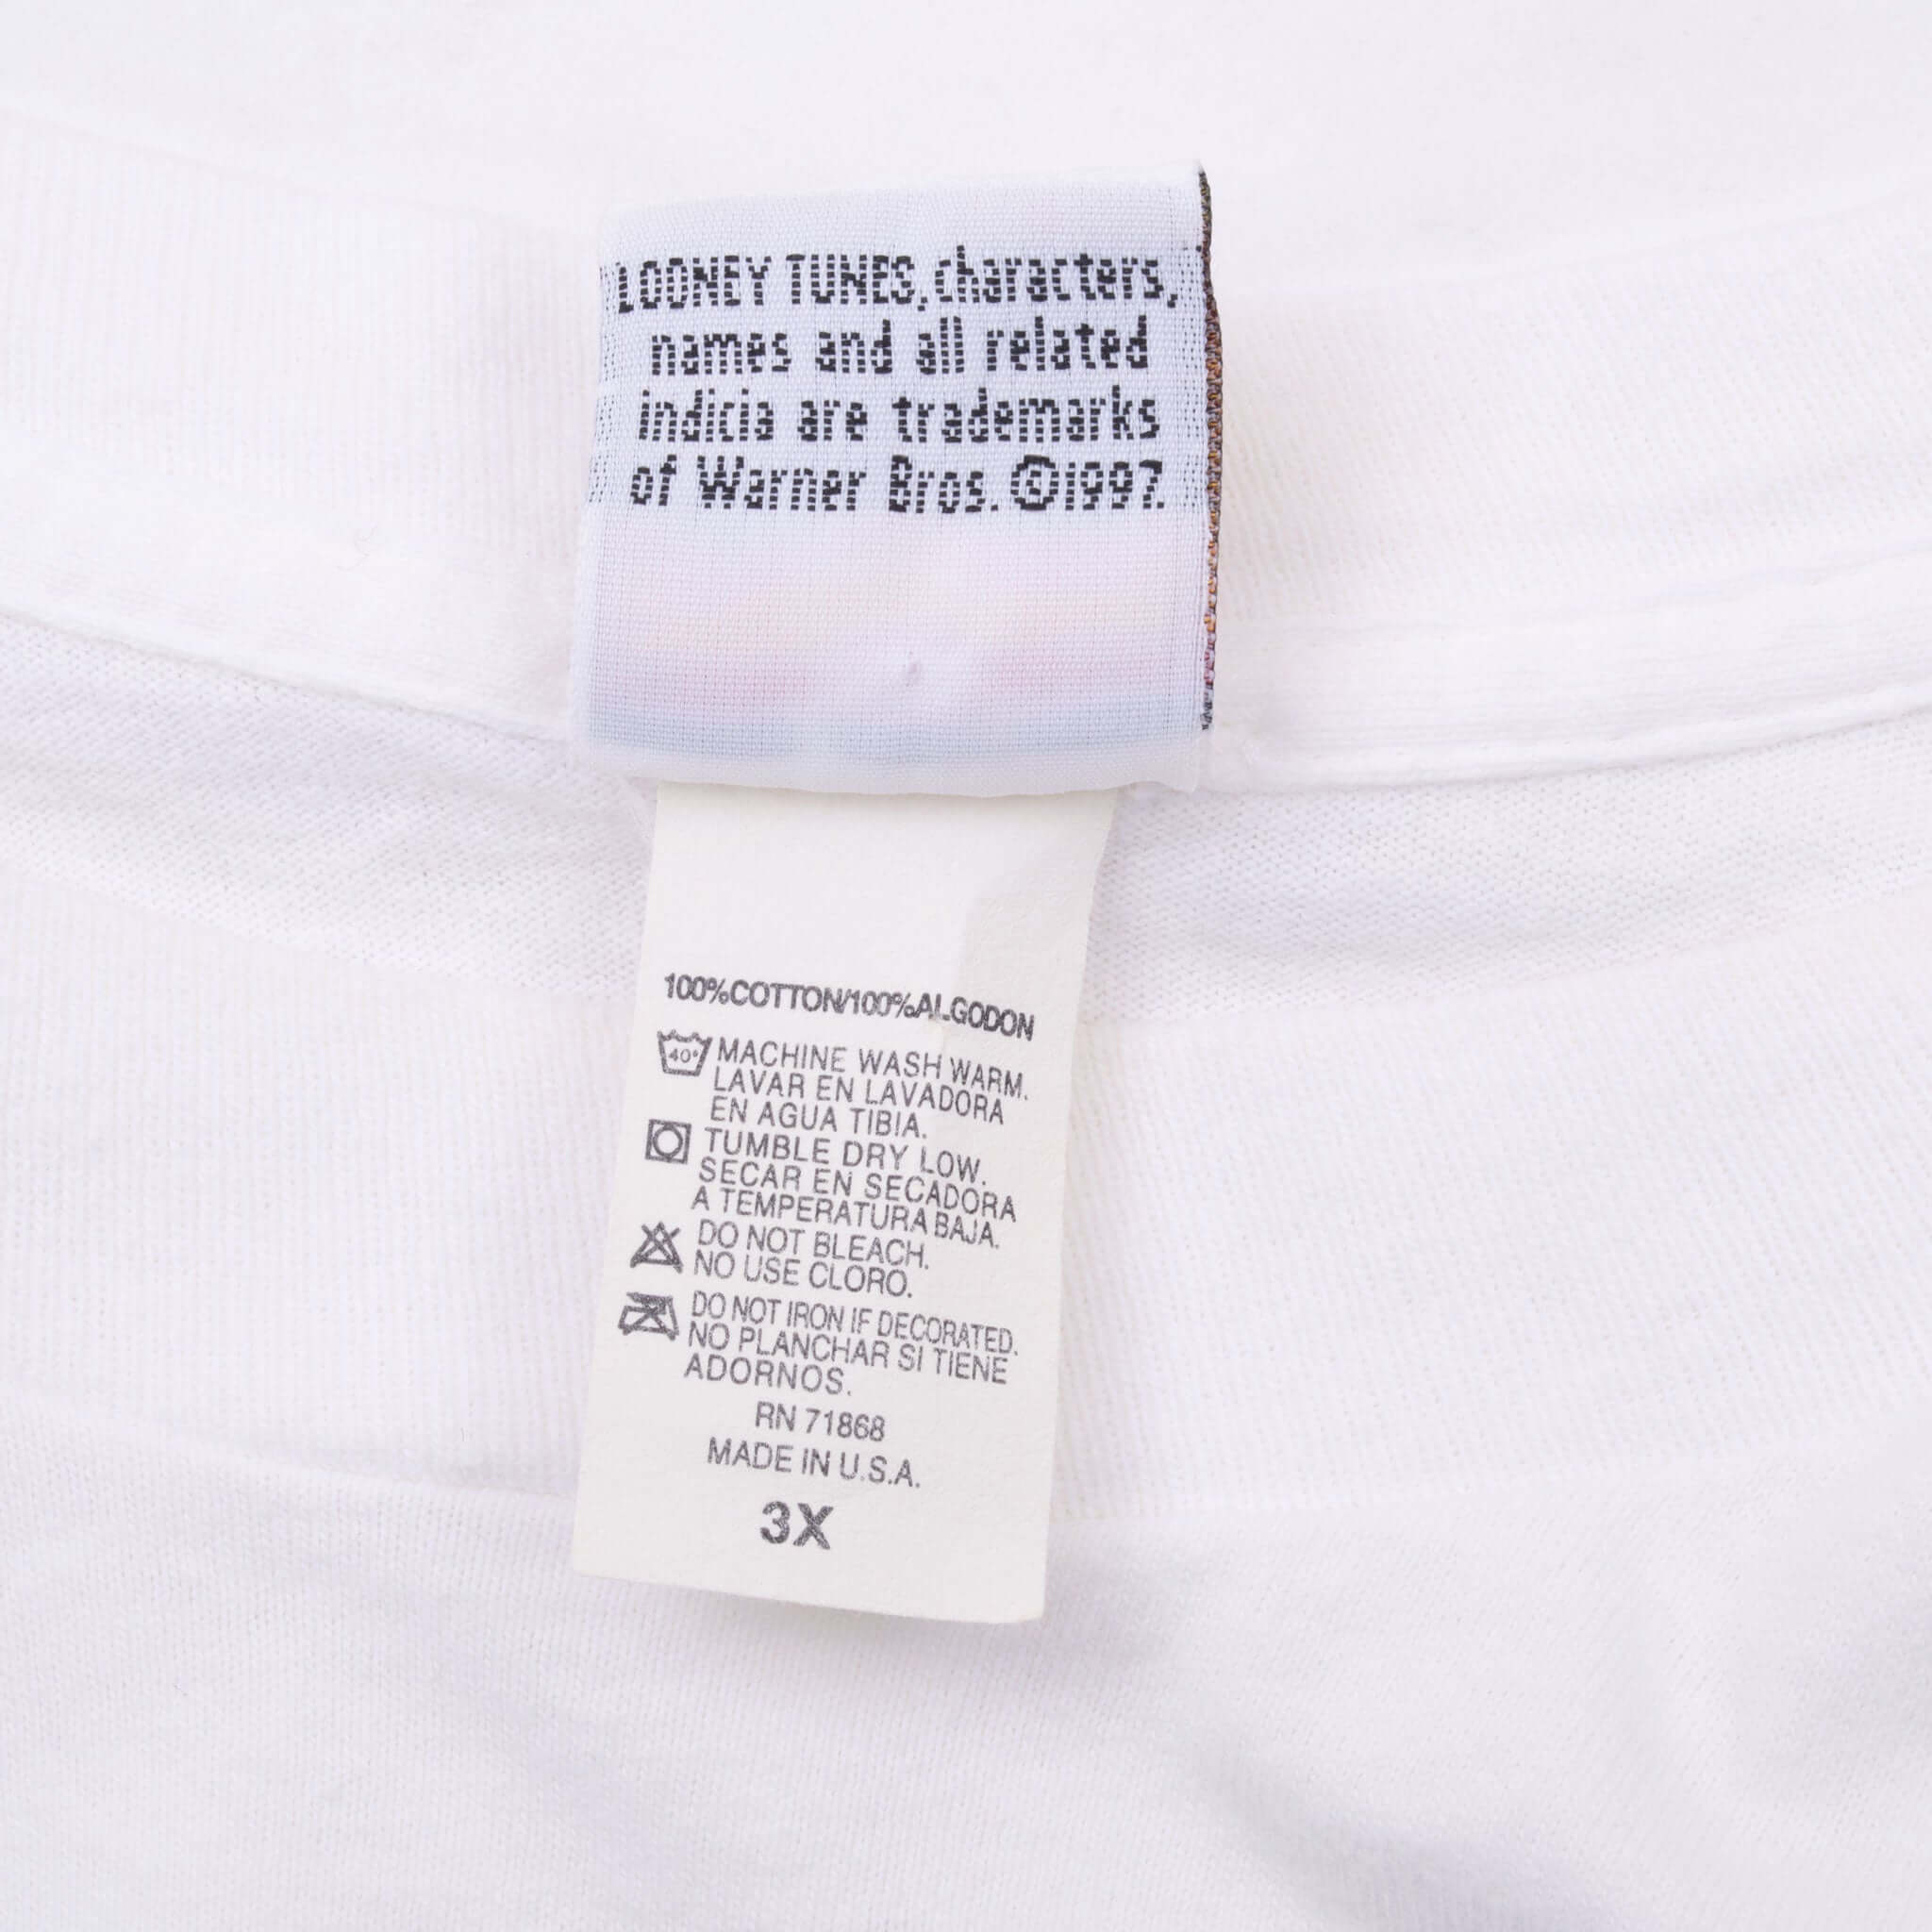 LOONEY TUNES, characters,
names and all related
indicia are trademarks
of Warner Bros. ©1997.
100%COTTON/100%ALGODON
40° MACHINE WASH WARM.
LAVAR EN LAVADORA
EN AGUA TIBIA.
TUMBLE DRY LOW.
SECAR EN SECADORA
A TEMPERATURA BAJA.
DO NOT BLEACH.
NO USE CLORO.
DO NOT IRON IF DECORATED.
NO PLANCHAR SI TIENE
ADORNOS.
RN 71868
MADE IN U.S.A.
3X